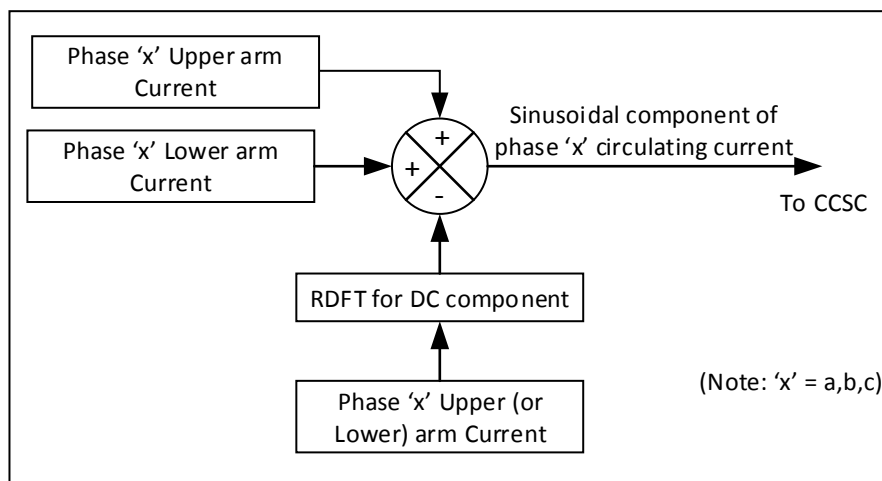 Phase ‘x’ Upper arm
Current
Sinusoidal component of
phase ‘x’ circulating current
Phase ‘x’ Lower arm
Current
+
+
-
To CCSC
RDFT for DC component
Phase ‘x’ Upper (or
Lower) arm Current
(Note: ‘x’ = a,b,c)